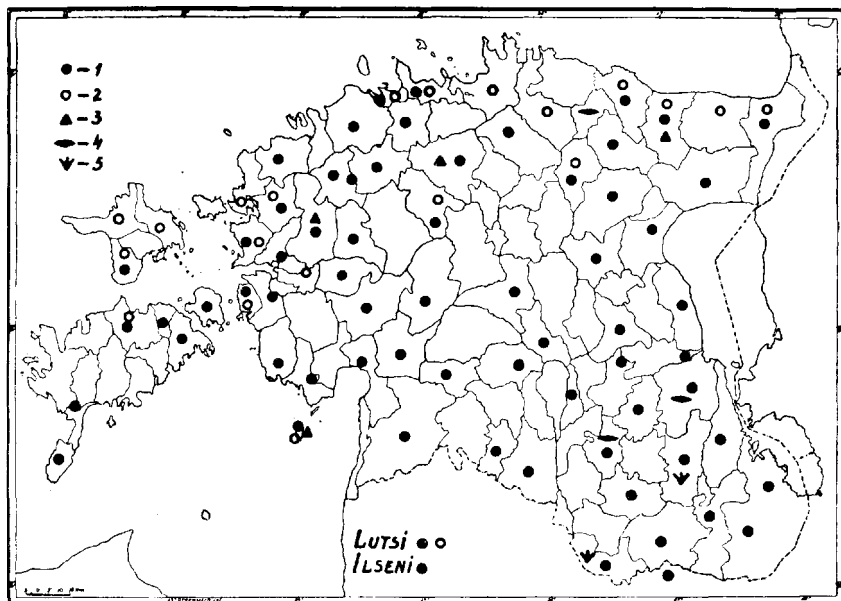 ● - 1
○ - 2
▲ - 3
- 4
- 5
LUTSI ● ○
ILSENI ●